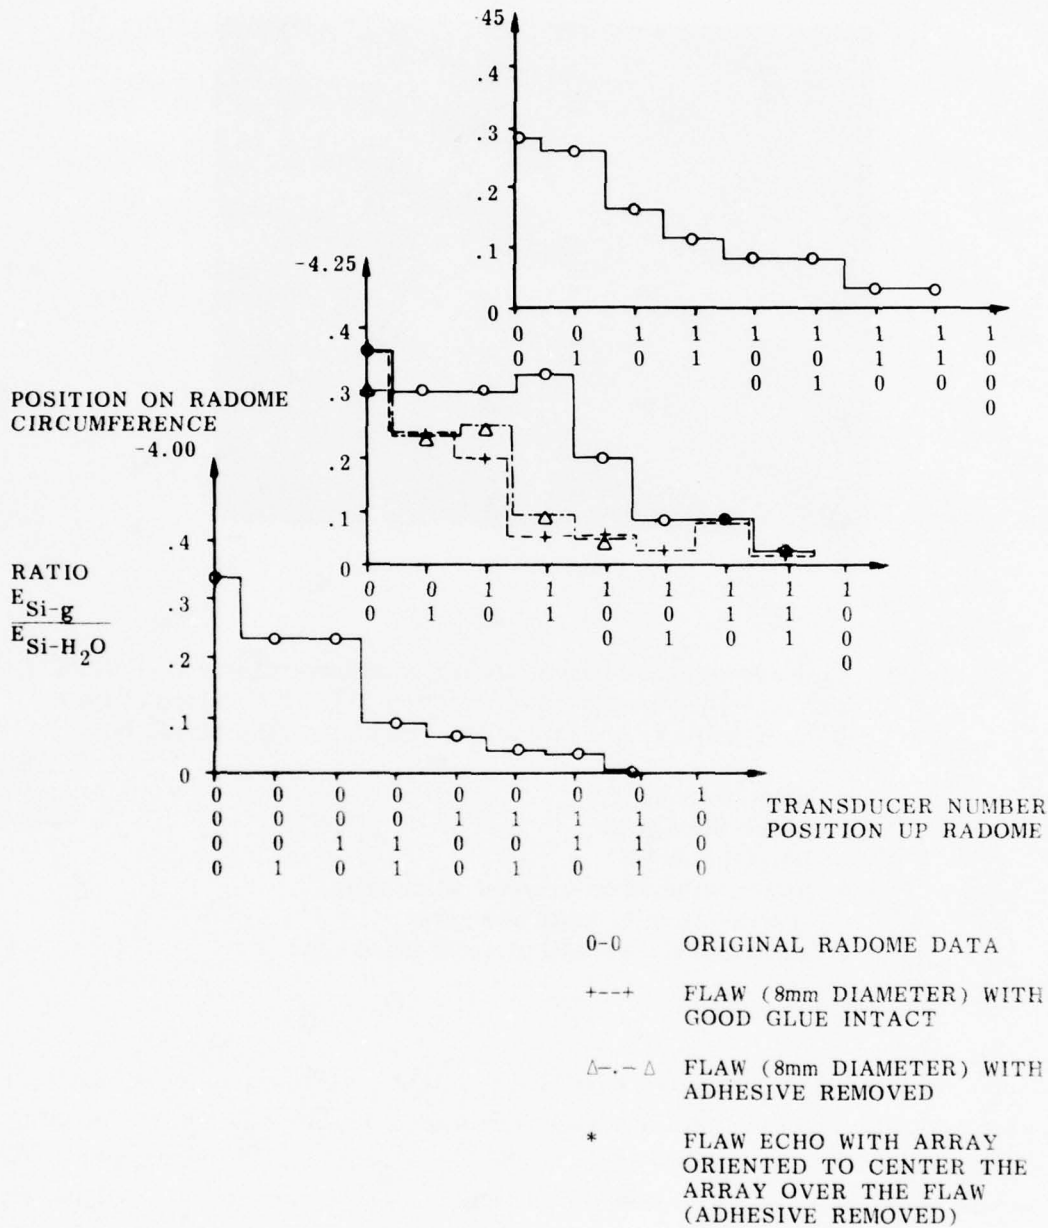 .45
.4
.3
.2
.1
0
0 0 1 1 1 1 1 1 1
0 1 0 1 0 0 1 1 0
0 1 0 0 0
-4.25
.4
.3
.2
.1
0
0 0 1 1 1 1 1 1 1
0 1 0 1 0 0 1 1 0
0 1 0 1 0
POSITION ON RADOME
CIRCUMFERENCE
-4.00
.4
.3
.2
.1
0
RATIO
E Si-g
E Si-H2O
0 0 0 0 0 0 0 0 1
0 0 0 0 1 1 1 1 0
0 0 1 1 0 0 1 1 0
0 1 0 1 0 1 0 1 0
TRANSDUCER NUMBER
POSITION UP RADOME
0-0 ORIGINAL RADOME DATA
+--+ FLAW (8mm DIAMETER) WITH
GOOD GLUE INTACT
Δ-.-Δ FLAW (8mm DIAMETER) WITH
ADHESIVE REMOVED
* FLAW ECHO WITH ARRAY
ORIENTED TO CENTER THE
ARRAY OVER THE FLAW
(ADHESIVE REMOVED)